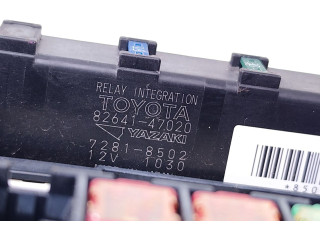 RELAY INTEGRATION
TOYOTA
82641-47020
YAZAKI
7281-8502
12V 1030